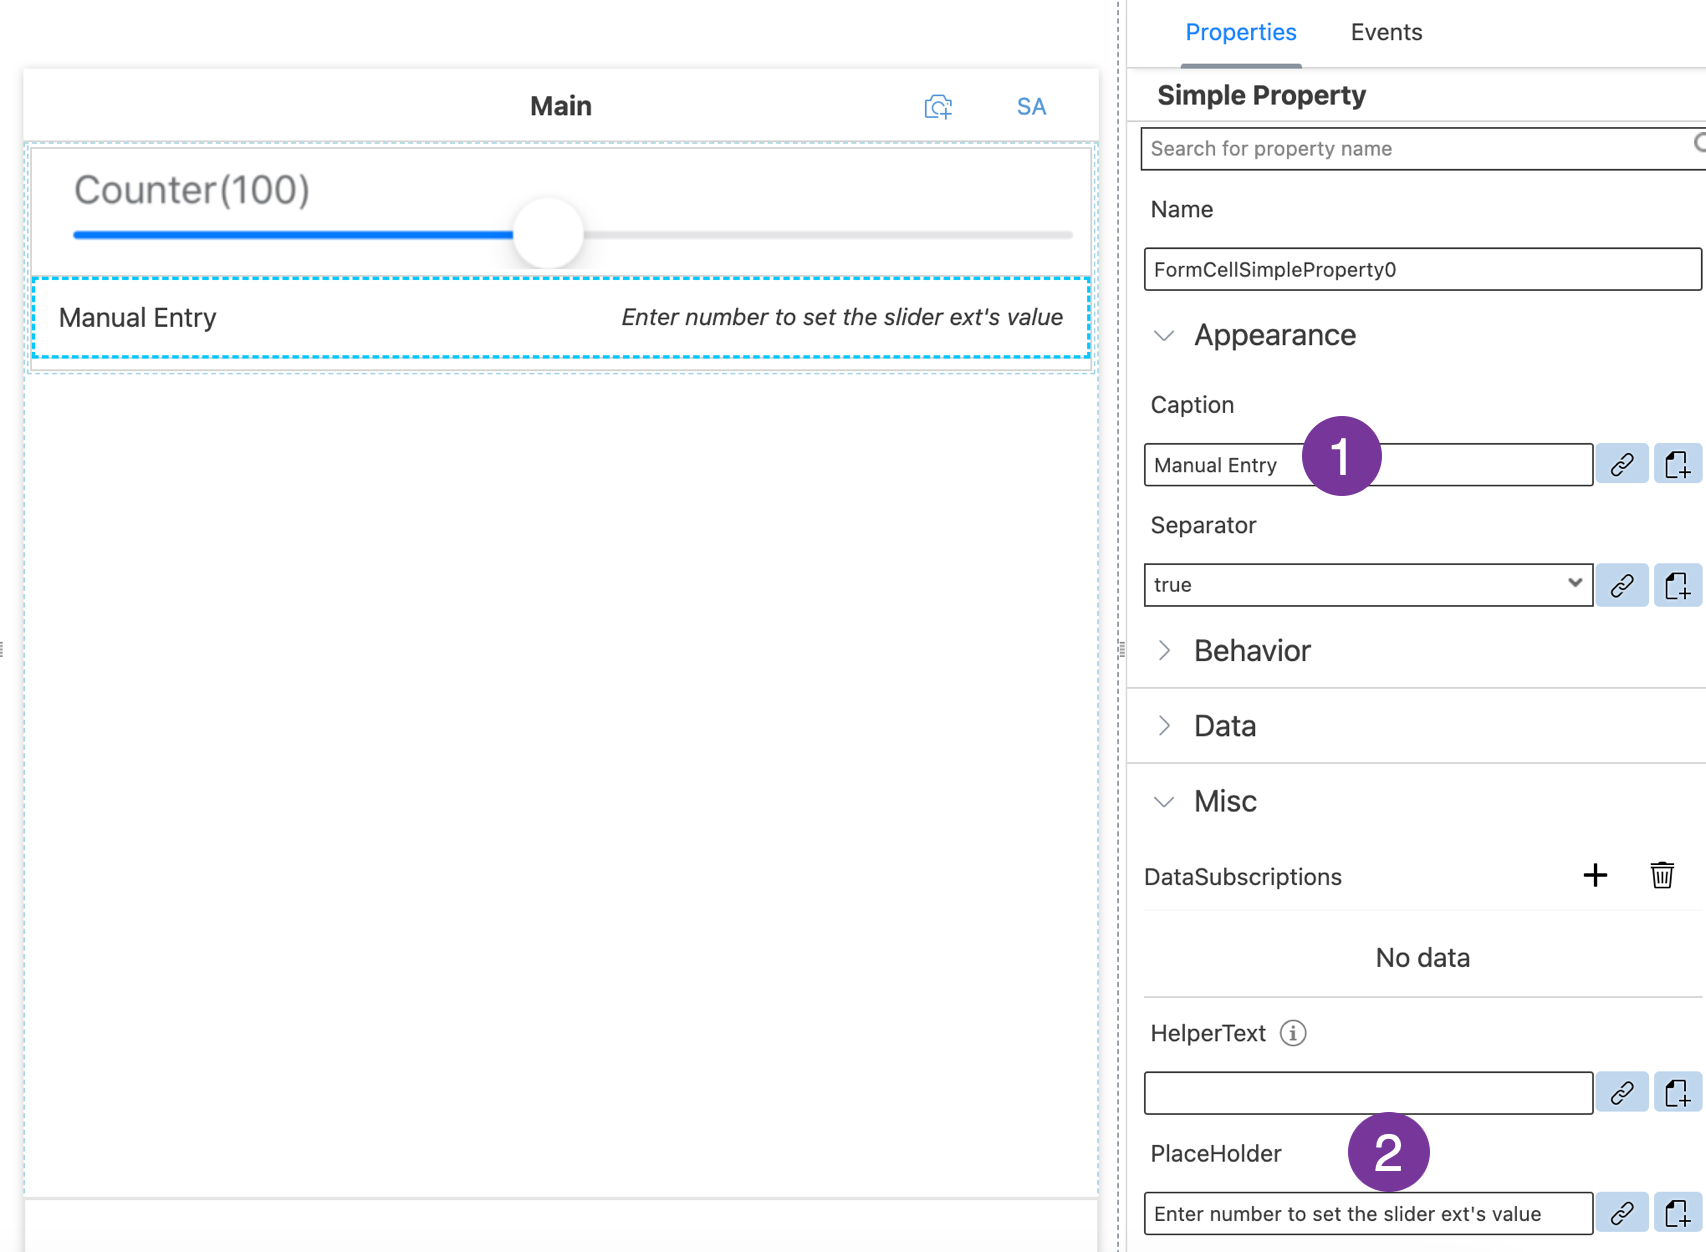 Main
SA
Counter(100)
Manual Entry
Enter number to set the slider ext's value
Properties
Events
Simple Property
Search for property name
Name
FormCellSimpleProperty0
Appearance
Caption
Manual Entry
1
Separator
true
Behavior
Data
Misc
DataSubscriptions
No data
HelperText
PlaceHolder
2
Enter number to set the slider ext's value